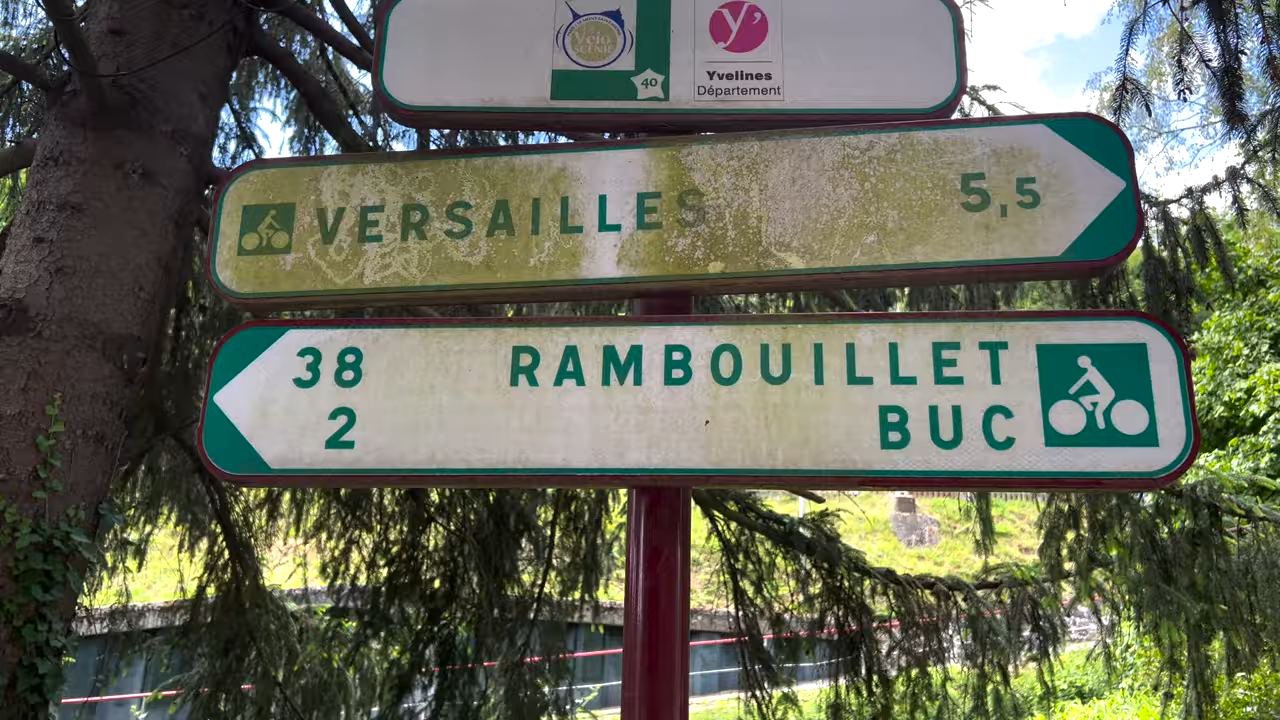 Vélo
SCÉNIE
40
y'
Yvelines
Département
VERSAILLES 5,5
38 RAMBOUILLET
2 BUC